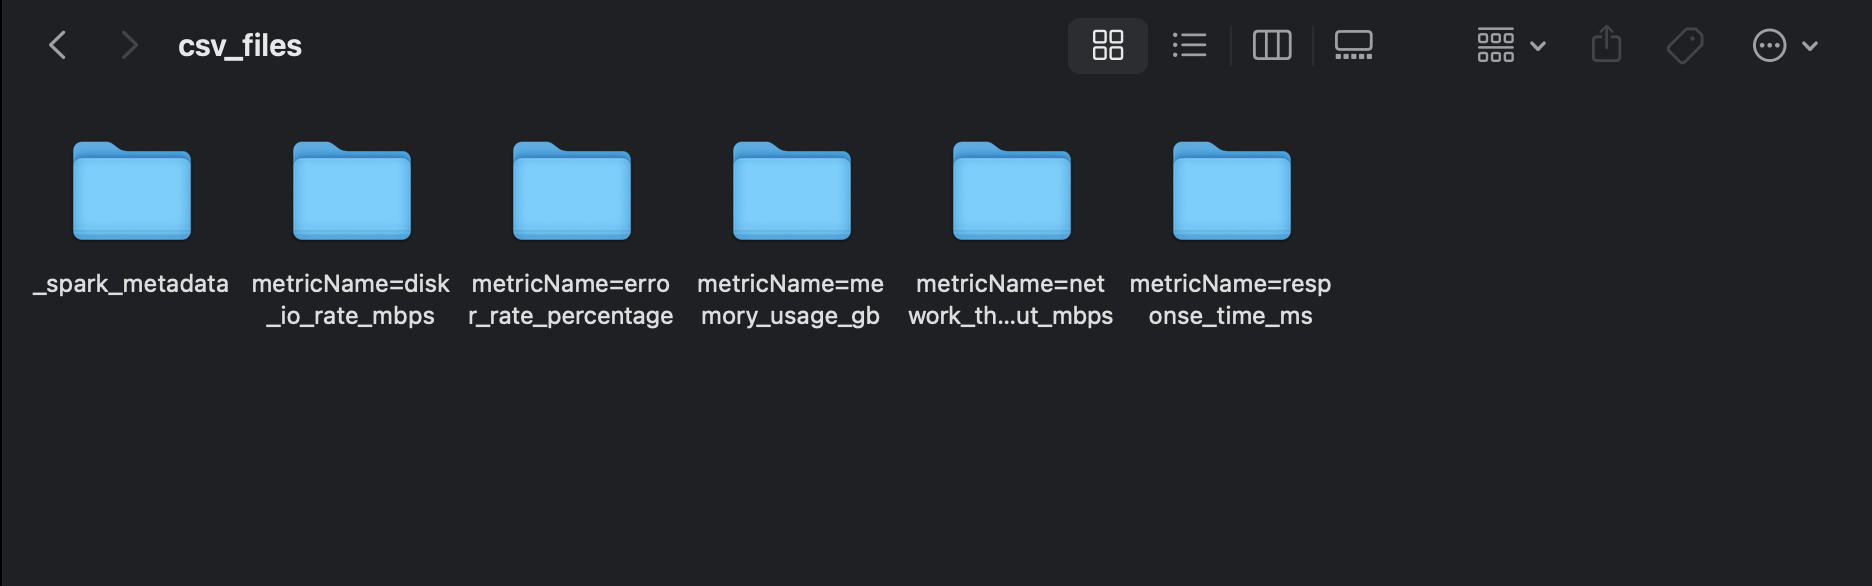 csv_files
_spark_metadata
metricName=disk
_io_rate_mbps
metricName=erro
r_rate_percentage
metricName=me
mory_usage_gb
metricName=net
work_th...ut_mbps
metricName=resp
onse_time_ms